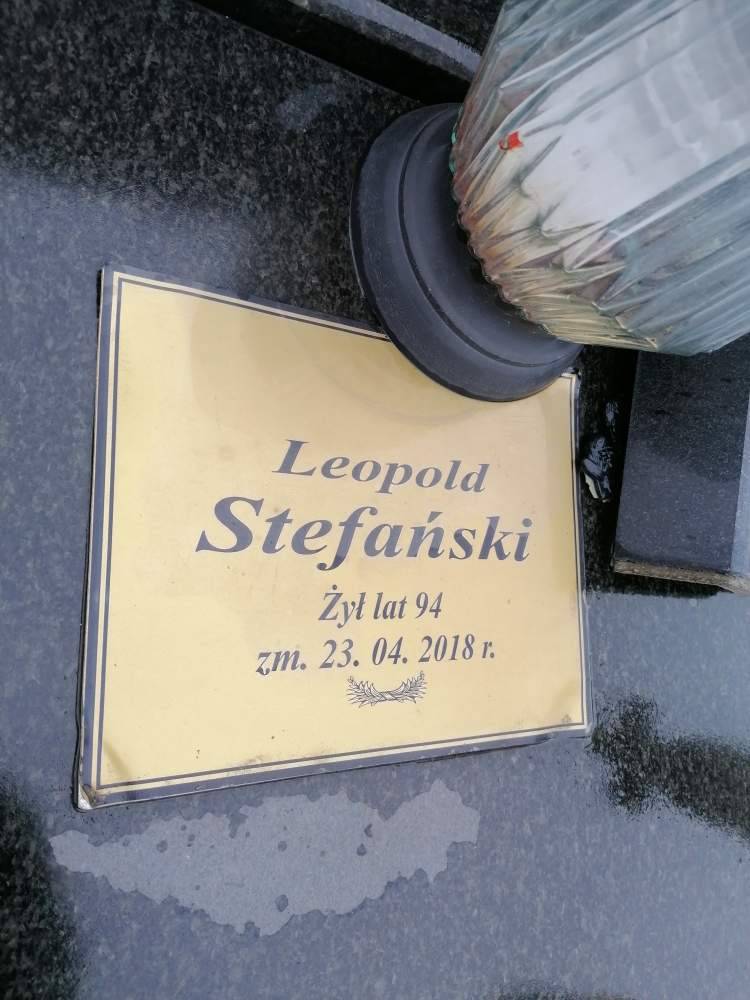 Leopold
Stefański
Żył lat 94
zm. 23. 04. 2018 r.